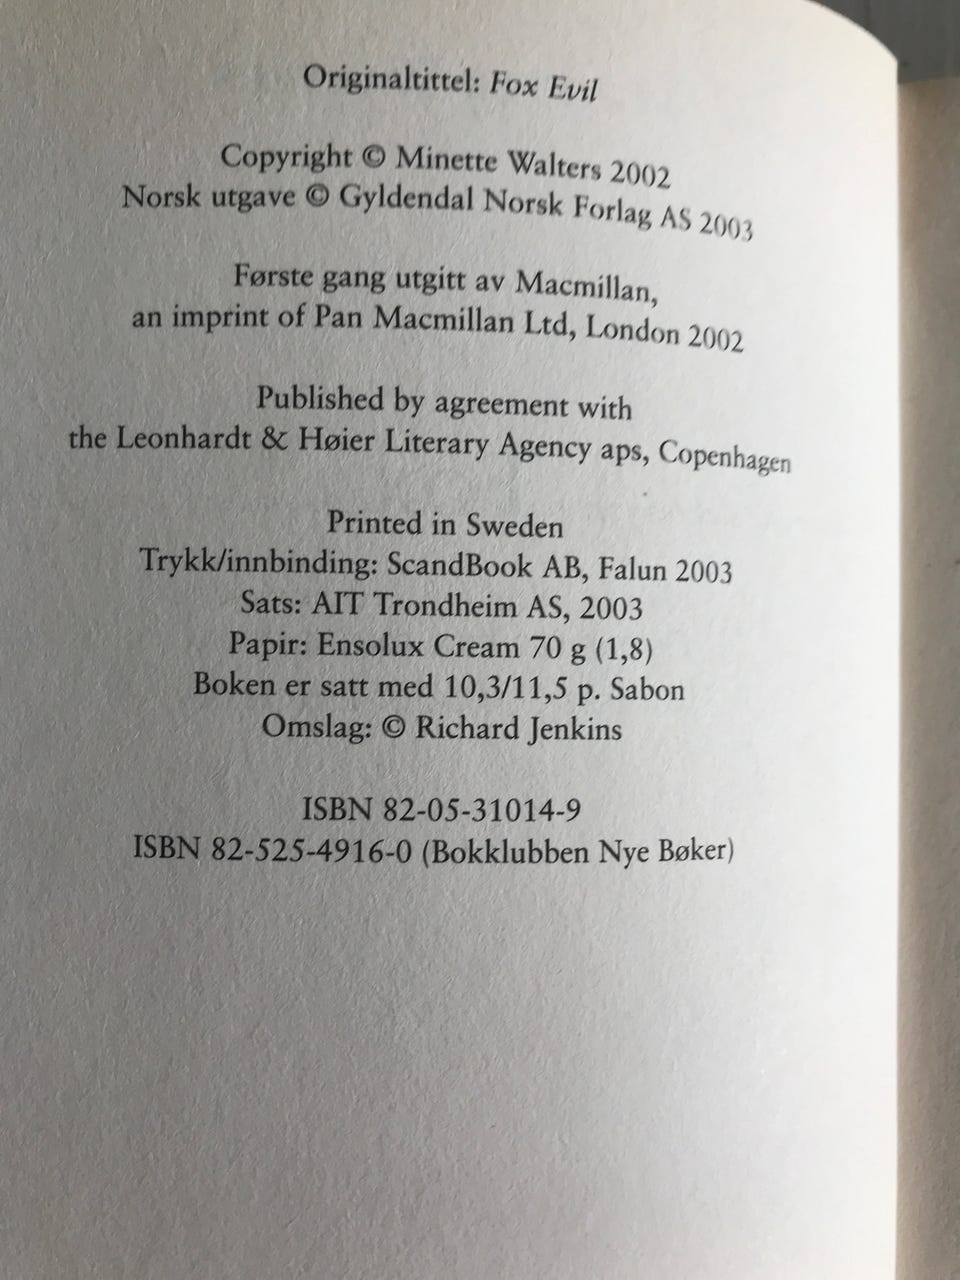 Originaltittel: Fox Evil
Copyright © Minette Walters 2002
Norsk utgave © Gyldendal Norsk Forlag AS 2003
Første gang utgitt av Macmillan,
an imprint of Pan Macmillan Ltd, London 2002
Published by agreement with
the Leonhardt & Høier Literary Agency aps, Copenhagen
Printed in Sweden
Trykk/innbinding: ScandBook AB, Falun 2003
Sats: AIT Trondheim AS, 2003
Papir: Ensolux Cream 70 g (1,8)
Boken er satt med 10,3/11,5 p. Sabon
Omslag: © Richard Jenkins
ISBN 82-05-31014-9
ISBN 82-525-4916-0 (Bokklubben Nye Bøker)